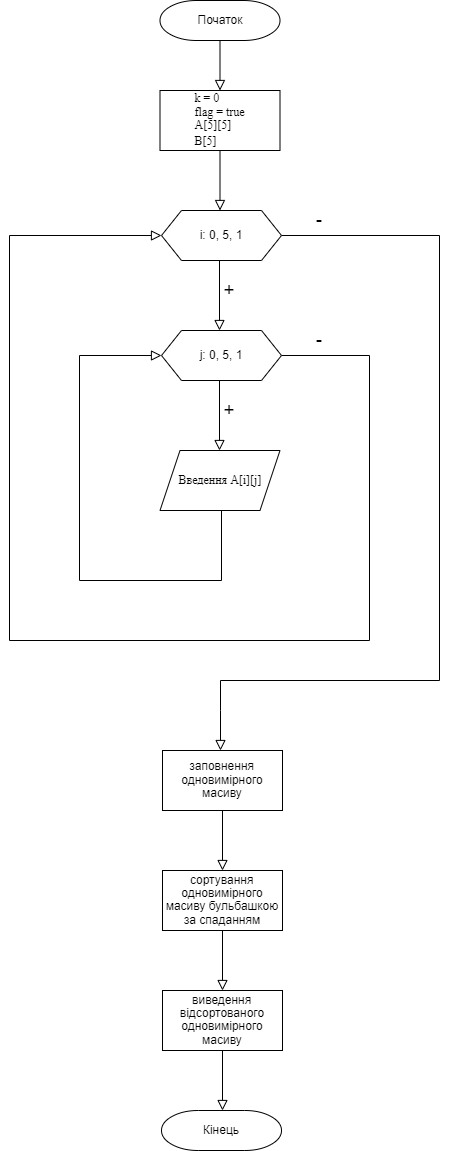 Початок
k = 0
flag = true
A[5][5]
B[5]
i: 0, 5, 1
-
+
j: 0, 5, 1
-
+
Введення A[i][j]
заповнення
одновимірного
масиву
сортування
одновимірного
масиву бульбашкою
за спаданням
виведення
відсортованого
одновимірного
масиву
Кінець